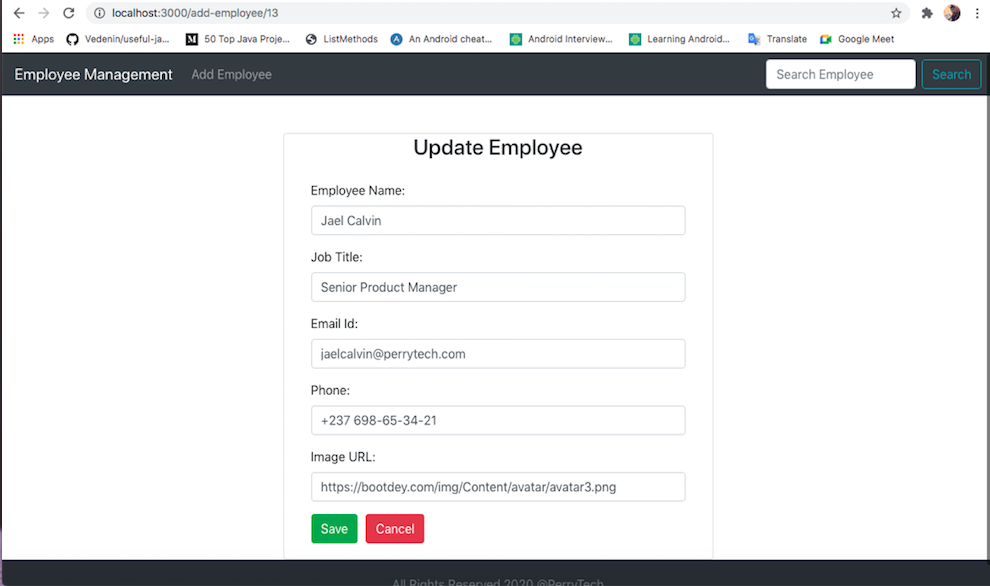 localhost:3000/add-employee/13
Apps Vedenin/useful-ja... 50 Top Java Proje... ListMethods An Android cheat... Android Interview... Learning Android... Translate Google Meet
Employee Management Add Employee Search Employee Search
Update Employee
Employee Name:
Jael Calvin
Job Title:
Senior Product Manager
Email Id:
jaelcalvin@perrytech.com
Phone:
+237 698-65-34-21
Image URL:
https://bootdey.com/img/Content/avatar/avatar3.png
Save Cancel
All Rights Reserved 2020 @PerryTech